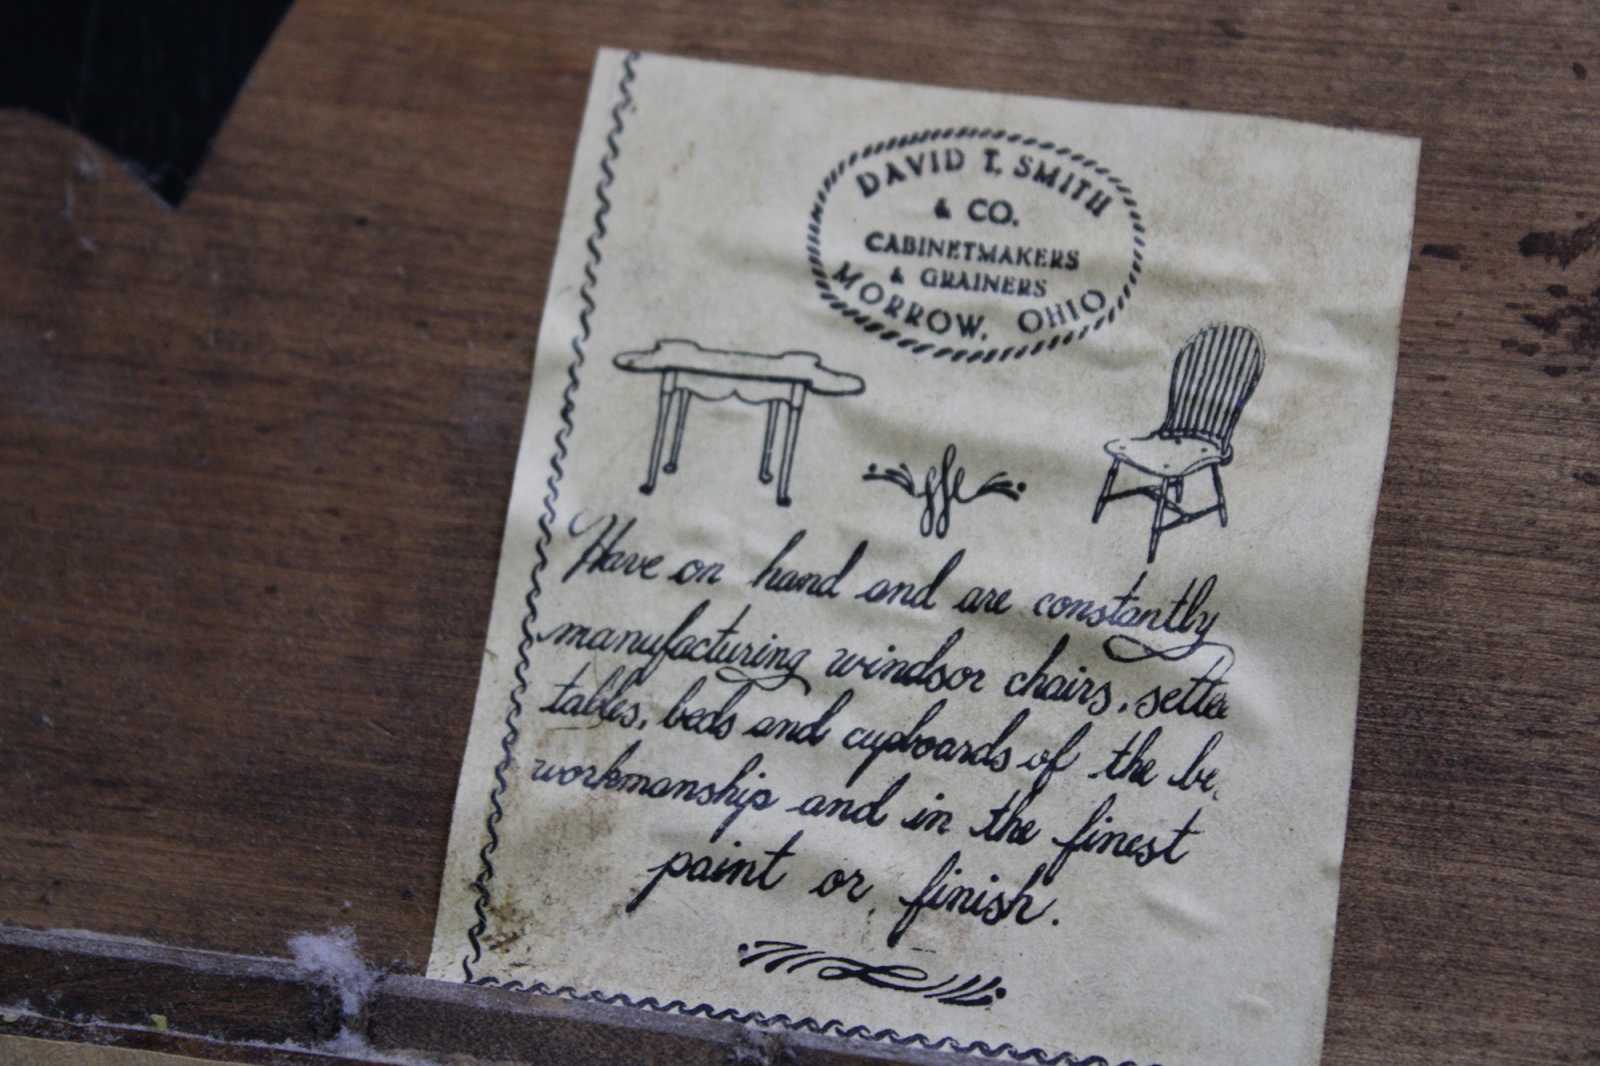 DAVID T. SMITH
& CO.
CABINETMAKERS
& GRAINERS
MORROW, OHIO
Have on hand and are constantly
manufacturing windsor chairs, settee
tables, beds and cupboards of the be
workmanship and in the finest
paint or finish.